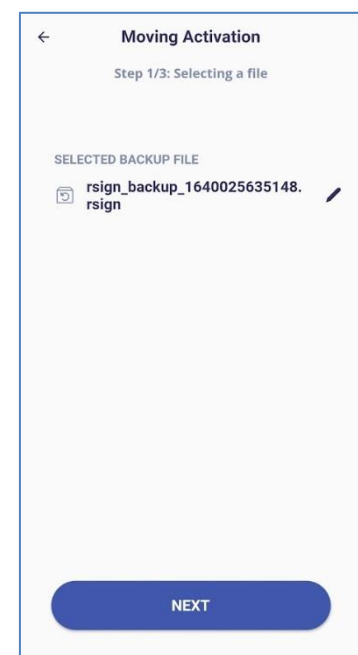 Moving Activation
Step 1/3: Selecting a file
SELECTED BACKUP FILE
rsign_backup_1640025635148.
rsign
NEXT